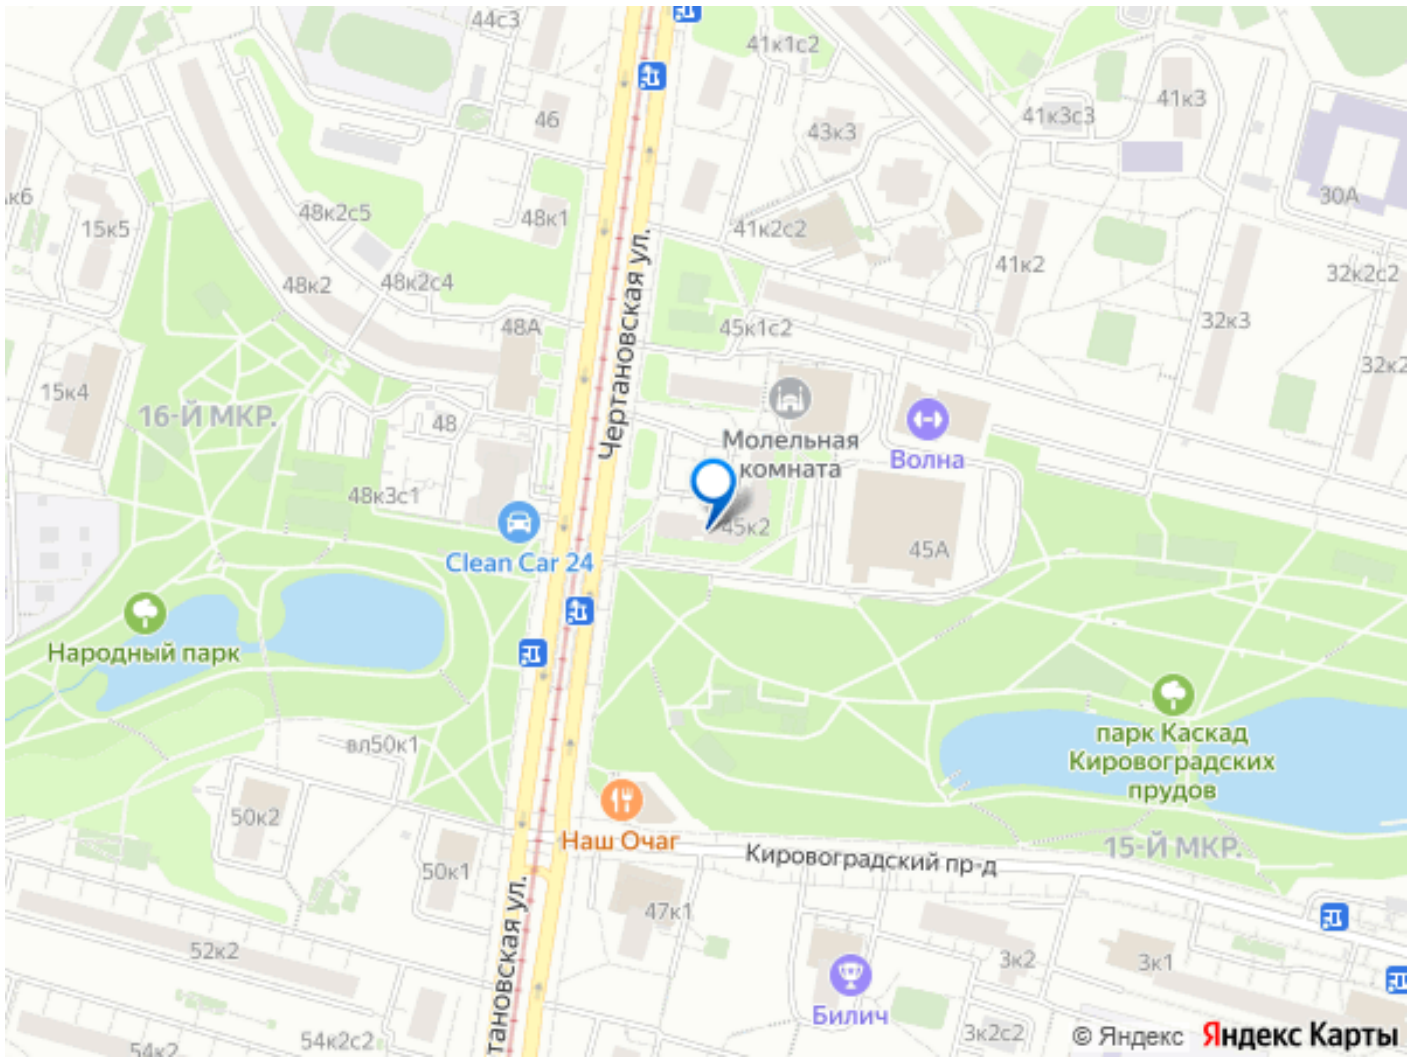 44с3
41к1с2
41к3
41к3с3
46
43к3
30А
к6
15к5
48к2с5
48к1
41к2с2
41к2
32к2с2
48к2
48к2с4
Чертановская ул.
45к1с2
48А
32к3
32к2
15к4
16-Й МКР.
48
Молельная
комната
Волна
48к3с1
45к2
45А
Clean Car 24
Народный парк
парк Каскад
Кировоградских
прудов
вл50к1
50к2
Наш Очаг
Кировоградский пр-д
15-Й МКР.
50к1
47к1
52к2
3к2
3к1
тановская ул.
Билич
54к2
54к2с2
3к2с2
© Яндекс Яндекс Карты